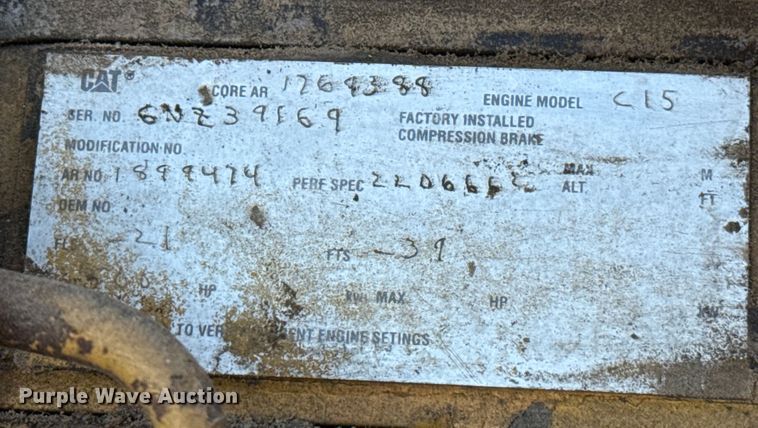 CAT® CORE AR 1769388 ENGINE MODEL C15
SER. NO. 6NZ39169 FACTORY INSTALLED
COMPRESSION BRAKE
MODIFICATION NO.
AR NO. 1899474 PERF SPEC MAX M
ALT. FT
OEM NO.
-21 FTS -39
HP kW MAX HP kW
TO ENGINE SETINGS
Purple Wave Auction